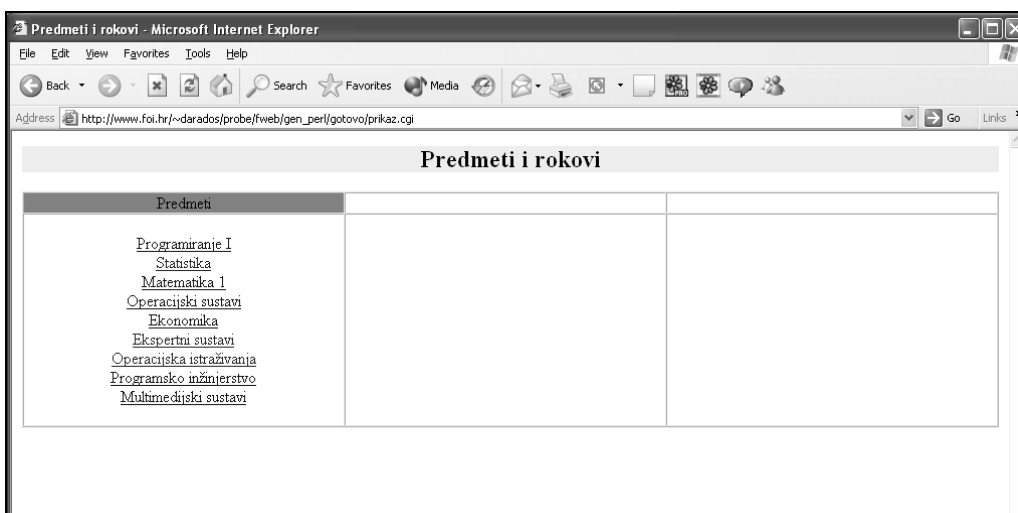 Predmeti i rokovi - Microsoft Internet Explorer
File Edit View Favorites Tools Help
Back Search Favorites Media
Address http://www.foi.hr/~darados/probe/fweb/gen_perl/gotovo/prikaz.cgi Go Links
Predmeti i rokovi
Predmeti
Programiranje I
Statistika
Matematika 1
Operacijski sustavi
Ekonomika
Ekspertni sustavi
Operacijska istraživanja
Programsko inžinjerstvo
Multimedijski sustavi